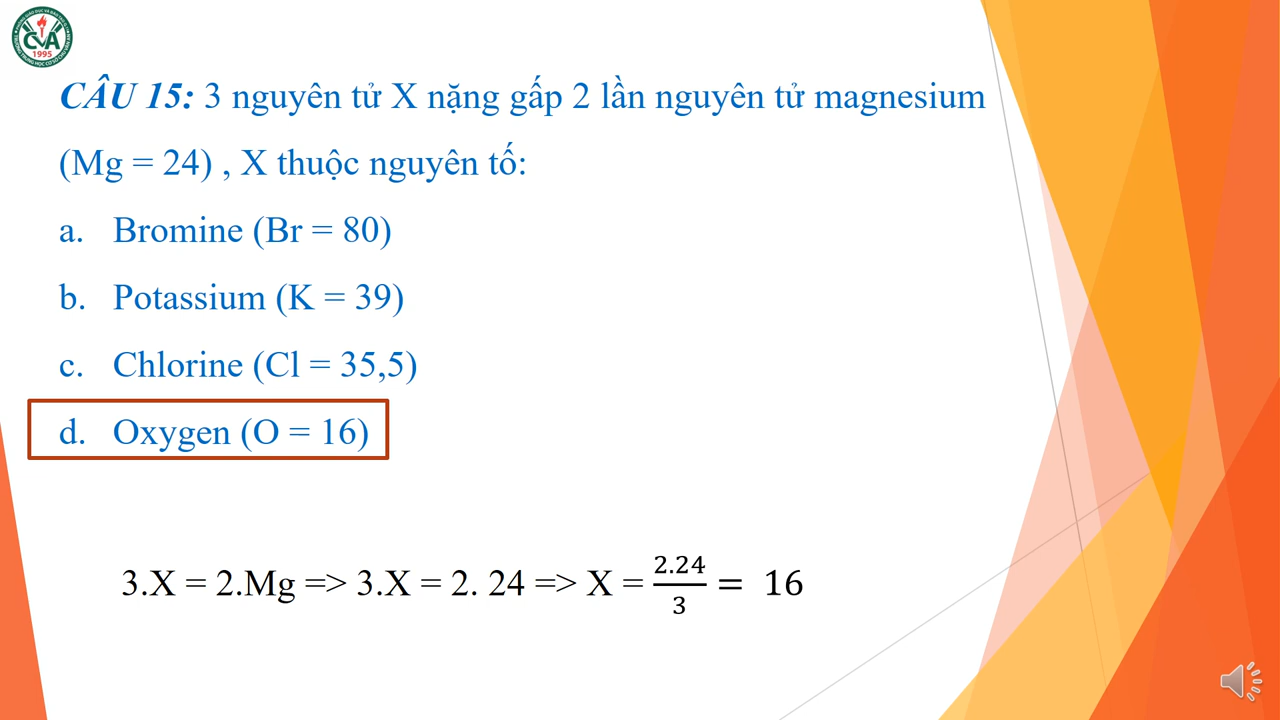 CVA
1995
CÂU 15: 3 nguyên tử X nặng gấp 2 lần nguyên tử magnesium
(Mg = 24) , X thuộc nguyên tố:
a. Bromine (Br = 80)
b. Potassium (K = 39)
c. Chlorine (Cl = 35,5)
d. Oxygen (O = 16)
3.X = 2.Mg => 3.X = 2. 24 => X = 2.24/3 = 16